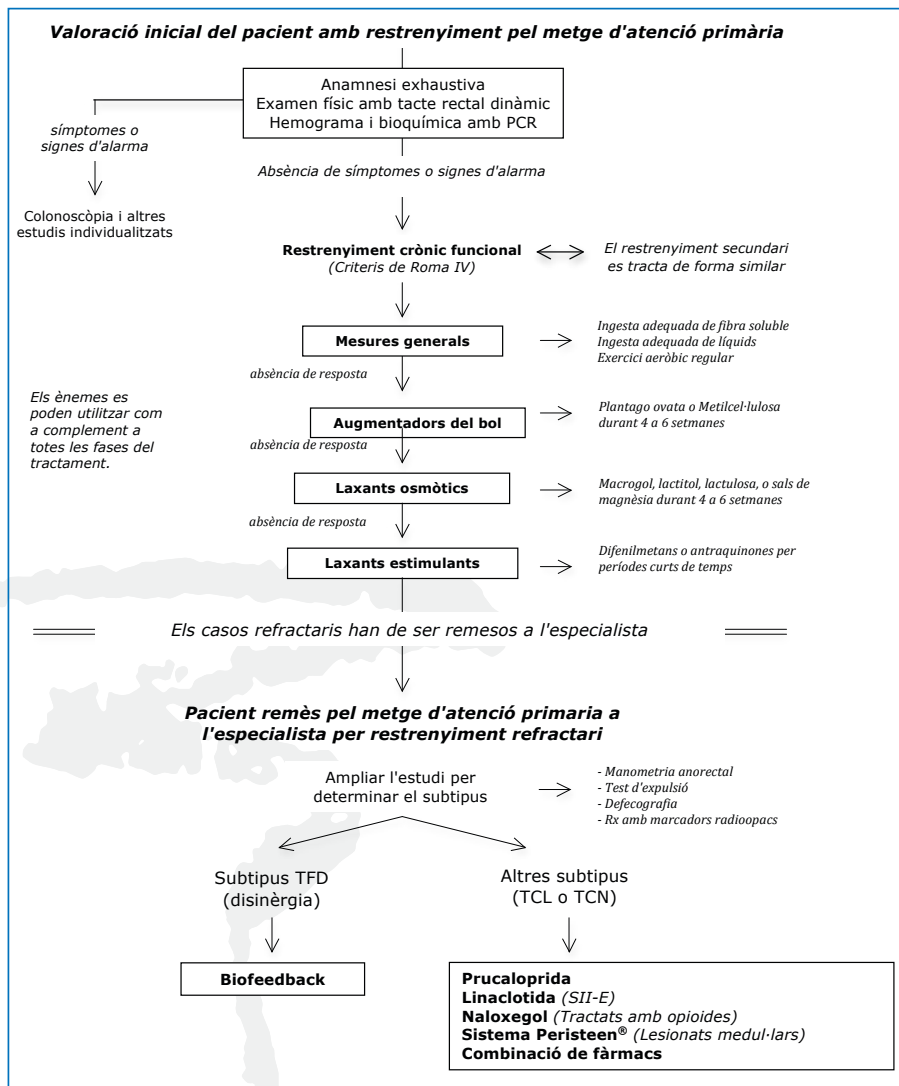 Valoració inicial del pacient amb restrenyiment pel metge d'atenció primària
Anamnesi exhaustiva
Examen físic amb tacte rectal dinàmic
Hemograma i bioquímica amb PCR
símptomes o
signes d'alarma
Absència de símptomes o signes d'alarma
Colonoscòpia i altres
estudis individualitzats
Restrenyiment crònic funcional
(Criteris de Roma IV)
El restrenyiment secundari
es tracta de forma similar
Mesures generals
Ingesta adequada de fibra soluble
Ingesta adequada de líquids
Exercici aeròbic regular
absència de resposta
Els ènemes es
poden utilitzar com
a complement a
totes les fases del
tractament.
Augmentadors del bol
Plantago ovata o Metilcel·lulosa
durant 4 a 6 setmanes
absència de resposta
Laxants osmòtics
Macrogol, lactitol, lactulosa, o sals de
magnèsia durant 4 a 6 setmanes
absència de resposta
Laxants estimulants
Difenilmetans o antraquinones per
períodes curts de temps
Els casos refractaris han de ser remesos a l'especialista
Pacient remès pel metge d'atenció primaria a
l'especialista per restrenyiment refractari
Ampliar l'estudi per
determinar el subtipus
- Manometria anorectal
- Test d'expulsió
- Defecografia
- Rx amb marcadors radioopacs
Subtipus TFD
(disinèrgia)
Altres subtipus
(TCL o TCN)
Biofeedback
Prucaloprida
Linaclotida (SII-E)
Naloxegol (Tractats amb opioides)
Sistema Peristeen® (Lesionats medul·lars)
Combinació de fàrmacs